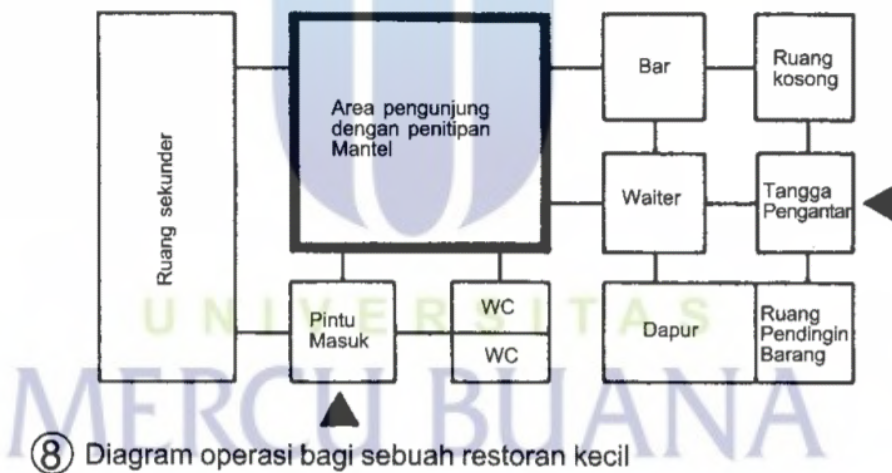 Ruang sekunder
Area pengunjung
dengan penitipan
Mantel
Bar
Ruang
kosong
Waiter
Tangga
Pengantar
Pintu
Masuk
WC
WC
Dapur
Ruang
Pendingin
Barang
UNIVERSITAS
MERCU BUANA
8 Diagram operasi bagi sebuah restoran kecil